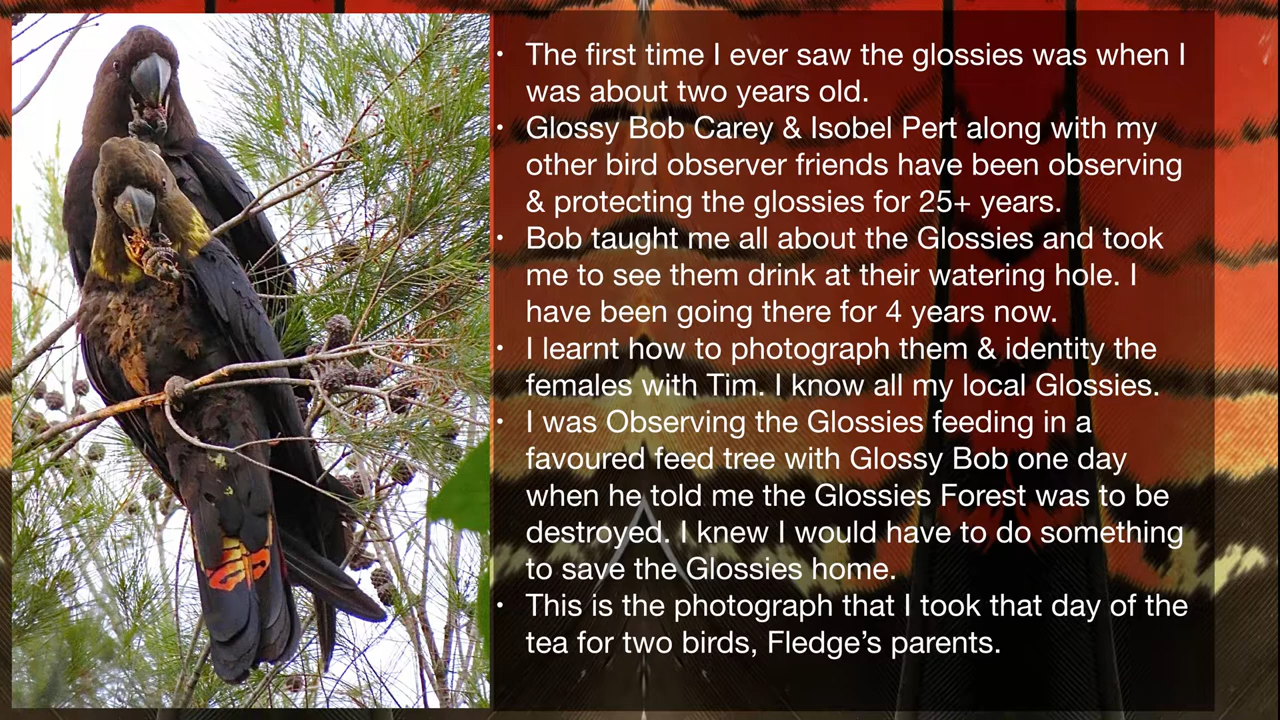 • The first time I ever saw the glossies was when I
was about two years old.
• Glossy Bob Carey & Isobel Pert along with my
other bird observer friends have been observing
& protecting the glossies for 25+ years.
• Bob taught me all about the Glossies and took
me to see them drink at their watering hole. I
have been going there for 4 years now.
• I learnt how to photograph them & identity the
females with Tim. I know all my local Glossies.
• I was Observing the Glossies feeding in a
favoured feed tree with Glossy Bob one day
when he told me the Glossies Forest was to be
destroyed. I knew I would have to do something
to save the Glossies home.
• This is the photograph that I took that day of the
tea for two birds, Fledge’s parents.